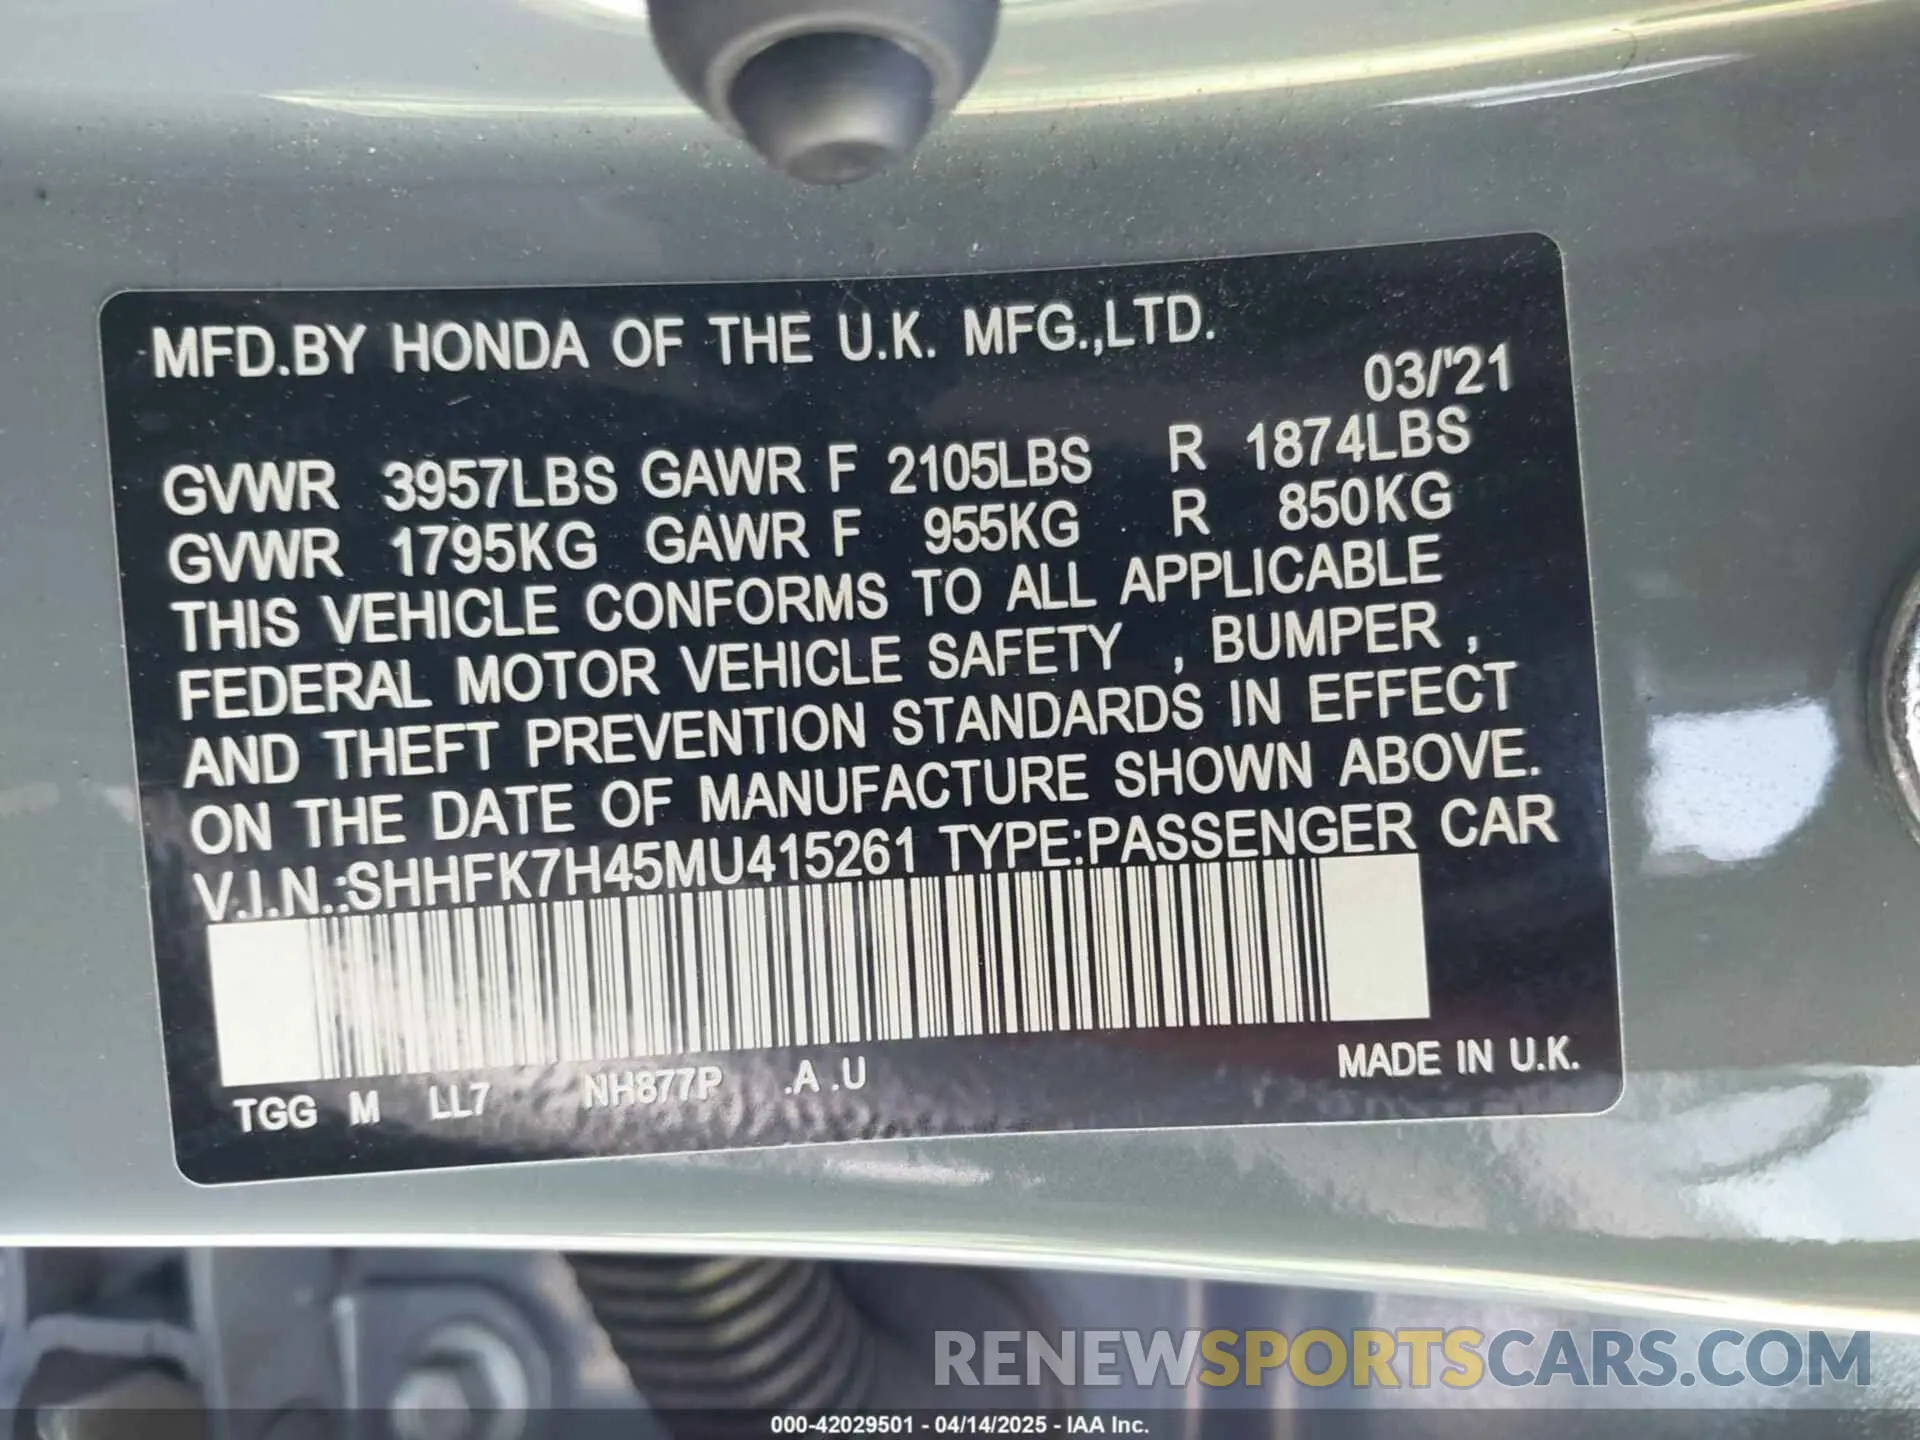 MFD.BY HONDA OF THE U.K. MFG.,LTD.
03/'21
GVWR 3957LBS GAWR F 2105LBS R 1874LBS
GVWR 1795KG GAWR F 955KG R 850KG
THIS VEHICLE CONFORMS TO ALL APPLICABLE
FEDERAL MOTOR VEHICLE SAFETY , BUMPER ,
AND THEFT PREVENTION STANDARDS IN EFFECT
ON THE DATE OF MANUFACTURE SHOWN ABOVE.
V.I.N.:SHHFK7H45MU415261 TYPE:PASSENGER CAR
TGG M LL7 NH877P .A .U MADE IN U.K.
RENEWSPORTSCARS.COM
000-42029501 - 04/14/2025 - IAA Inc.